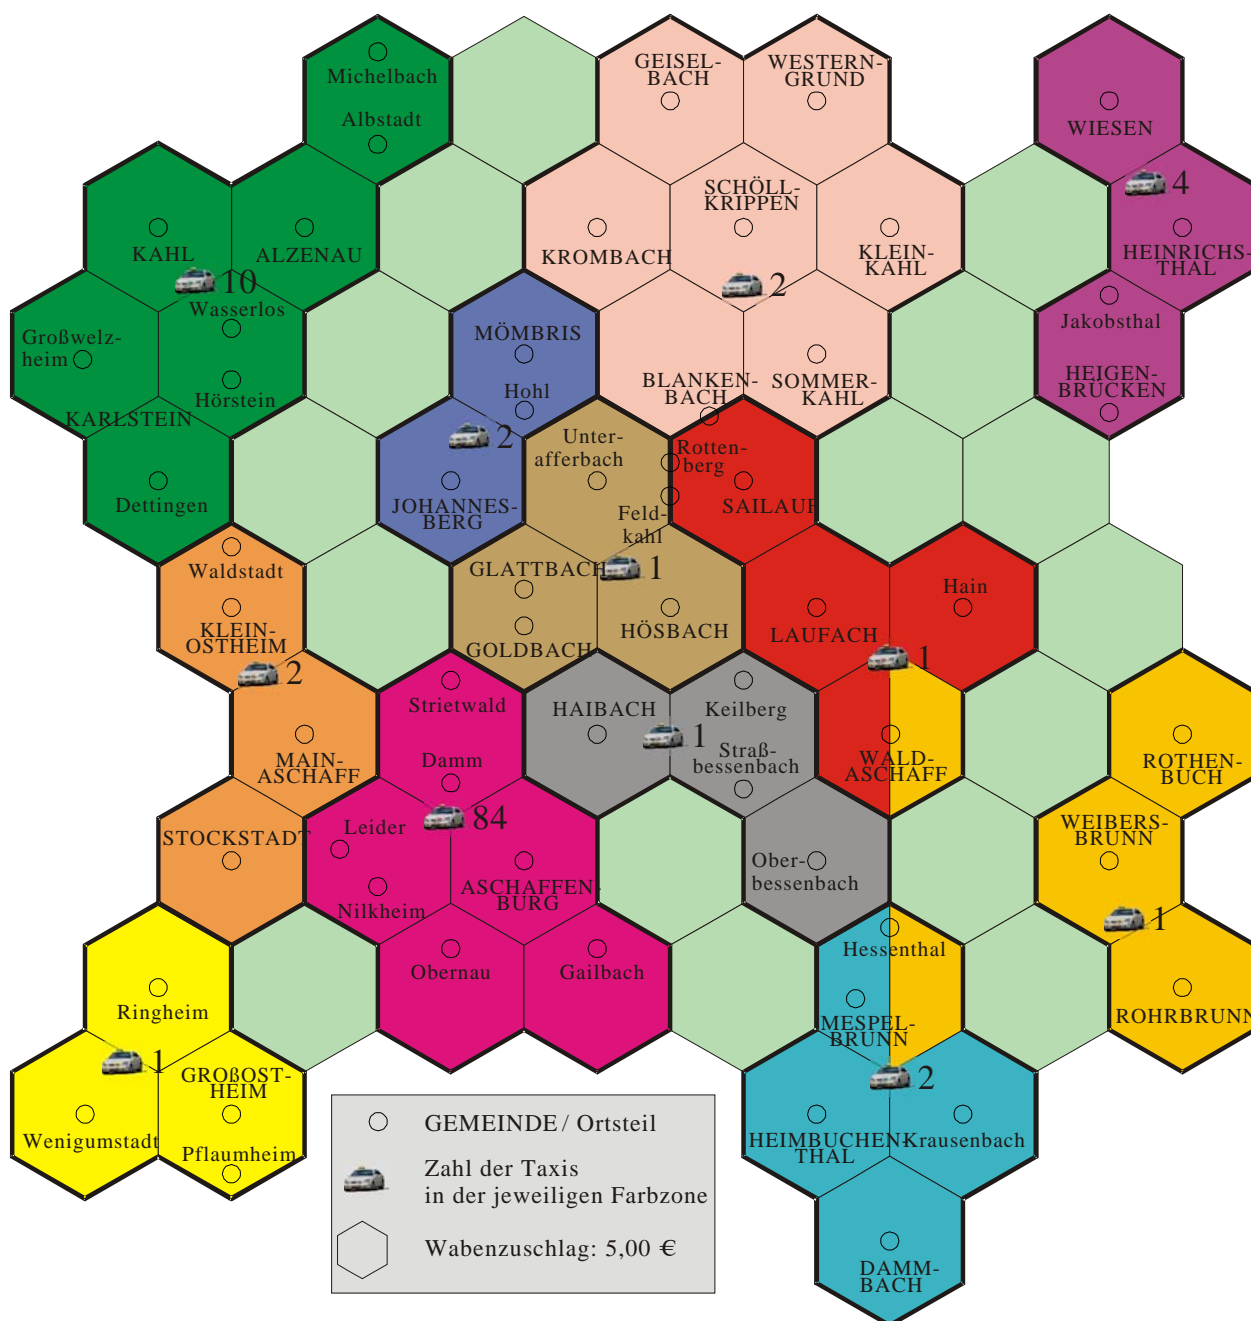 Michelbach
Albstadt
GEISEL-
BACH
WESTERN-
GRUND
WIESEN
4
HEINRICHS-
THAL
KAHL
ALZENAU
10
KROMBACH
SCHÖLL-
KRIPPEN
KLEIN-
KAHL
2
Großwelz-
heim
Wasserlos
Hörstein
KARLSTEIN
Dettingen
MÖMBRIS
Hohl
2
JOHANNES-
BERG
BLANKEN-
BACH
SOMMER-
KAHL
Jakobsthal
HEIGEN-
BRÜCKEN
Unter-
afferbach
Rotten-
berg
Feld-
kahl
SAILAUF
Waldstadt
KLEIN-
OSTHEIM
2
GLATTBACH
GOLDBACH
1
HÖSBACH
LAUFACH
Hain
1
MAIN-
ASCHAFF
Strietwald
Damm
HAIBACH
1
Keilberg
Straß-
bessenbach
WALD-
ASCHAFF
ROTHEN-
BUCH
STOCKSTADT
Leider
84
Nilkheim
ASCHAFFEN-
BURG
Ober-
bessenbach
WEIBERS-
BRUNN
1
Ringheim
Obernau
Gailbach
Hessenthal
MESPEL-
BRUNN
ROHRBRUNN
1
Wenigumstadt
GROßOST-
HEIM
Pflaumheim
2
HEIMBUCHEN-
THAL
Krausenbach
DAMM-
BACH
GEMEINDE / Ortsteil
Zahl der Taxis
in der jeweiligen Farbzone
Wabenzuschlag: 5,00 €